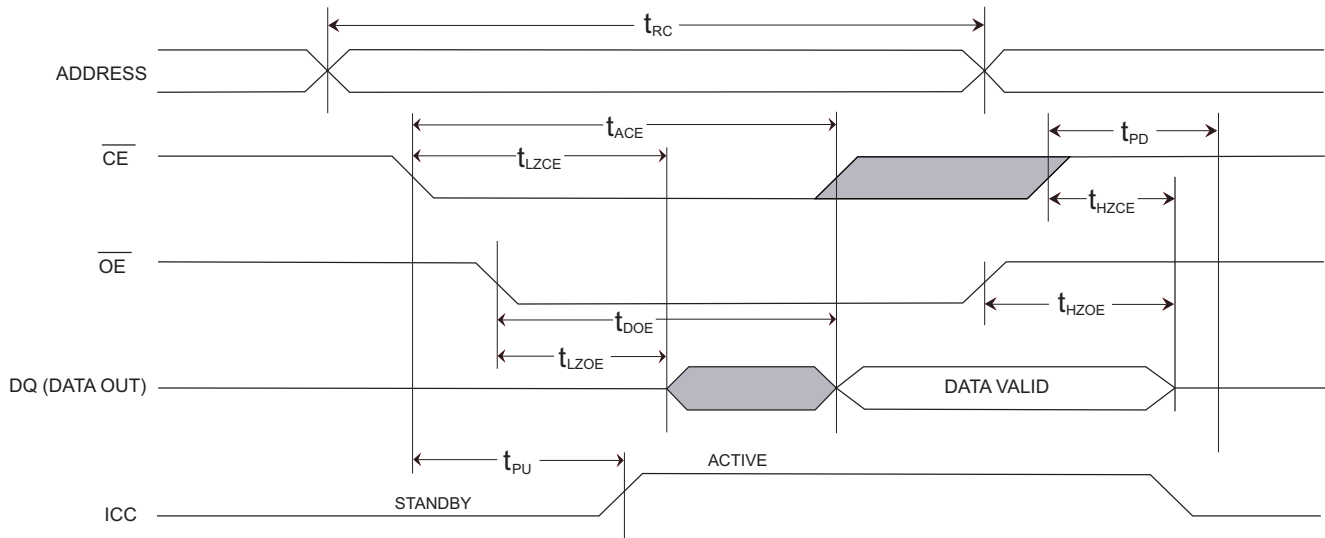 tRC
ADDRESS
tACE
tPD
CE
tLZCE
tHZCE
OE
tHZOE
tDOE
tLZOE
DQ (DATA OUT)
DATA VALID
tPU
ACTIVE
STANDBY
ICC